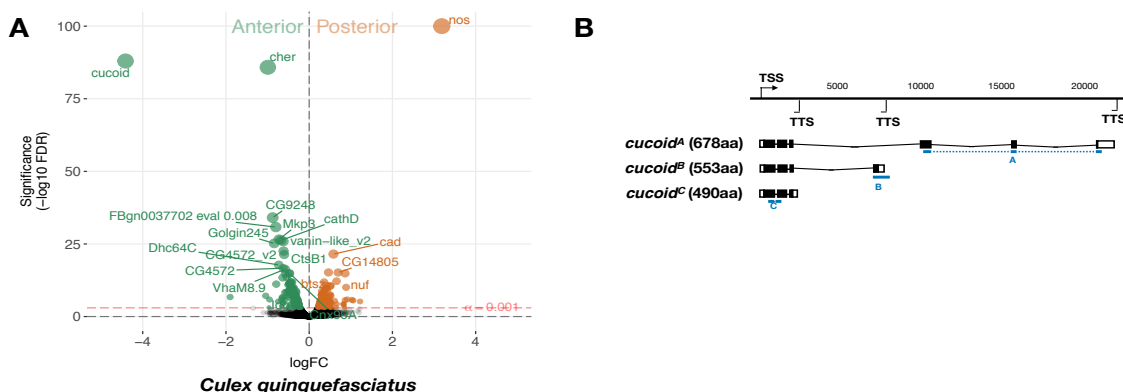 A
100
75
50
25
0
Significance
(−log10 FDR)
Anterior
Posterior
nos
cher
cucoid
CG9248
FBgn0037702 eval 0.008
Mkp3
cathD
Golgin245
vanin−like_v2
cad
Dhc64C
CG4572_v2
CtsB1
CG14805
CG4572
bts
nuf
VhaM8.9
α = 0.001
Cnx99A
−4
−2
0
2
4
logFC
Culex quinquefasciatus
B
TSS
5000
10000
15000
20000
TTS
TTS
TTS
cucoidᴬ (678aa)
A
cucoidᴮ (553aa)
B
cucoidᶜ (490aa)
C